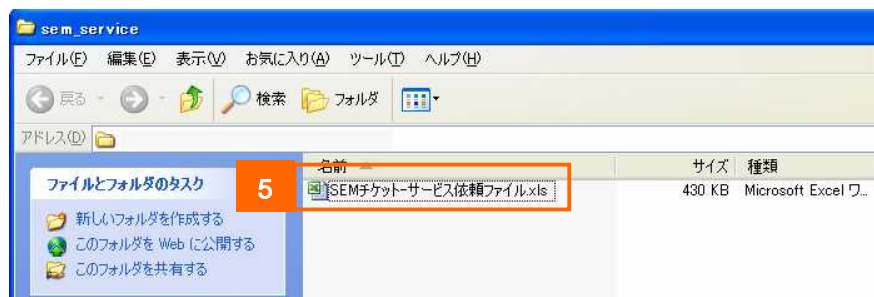 sem_service
ファイル(F) 編集(E) 表示(V) お気に入り(A) ツール(T) ヘルプ(H)
戻る 検索 フォルダ
アドレス(D)
名前 サイズ 種類
ファイルとフォルダのタスク
5 SEMチケット-サービス依頼ファイル.xls 430 KB Microsoft Excel ワ...
新しいフォルダを作成する
このフォルダを Web に公開する
このフォルダを共有する